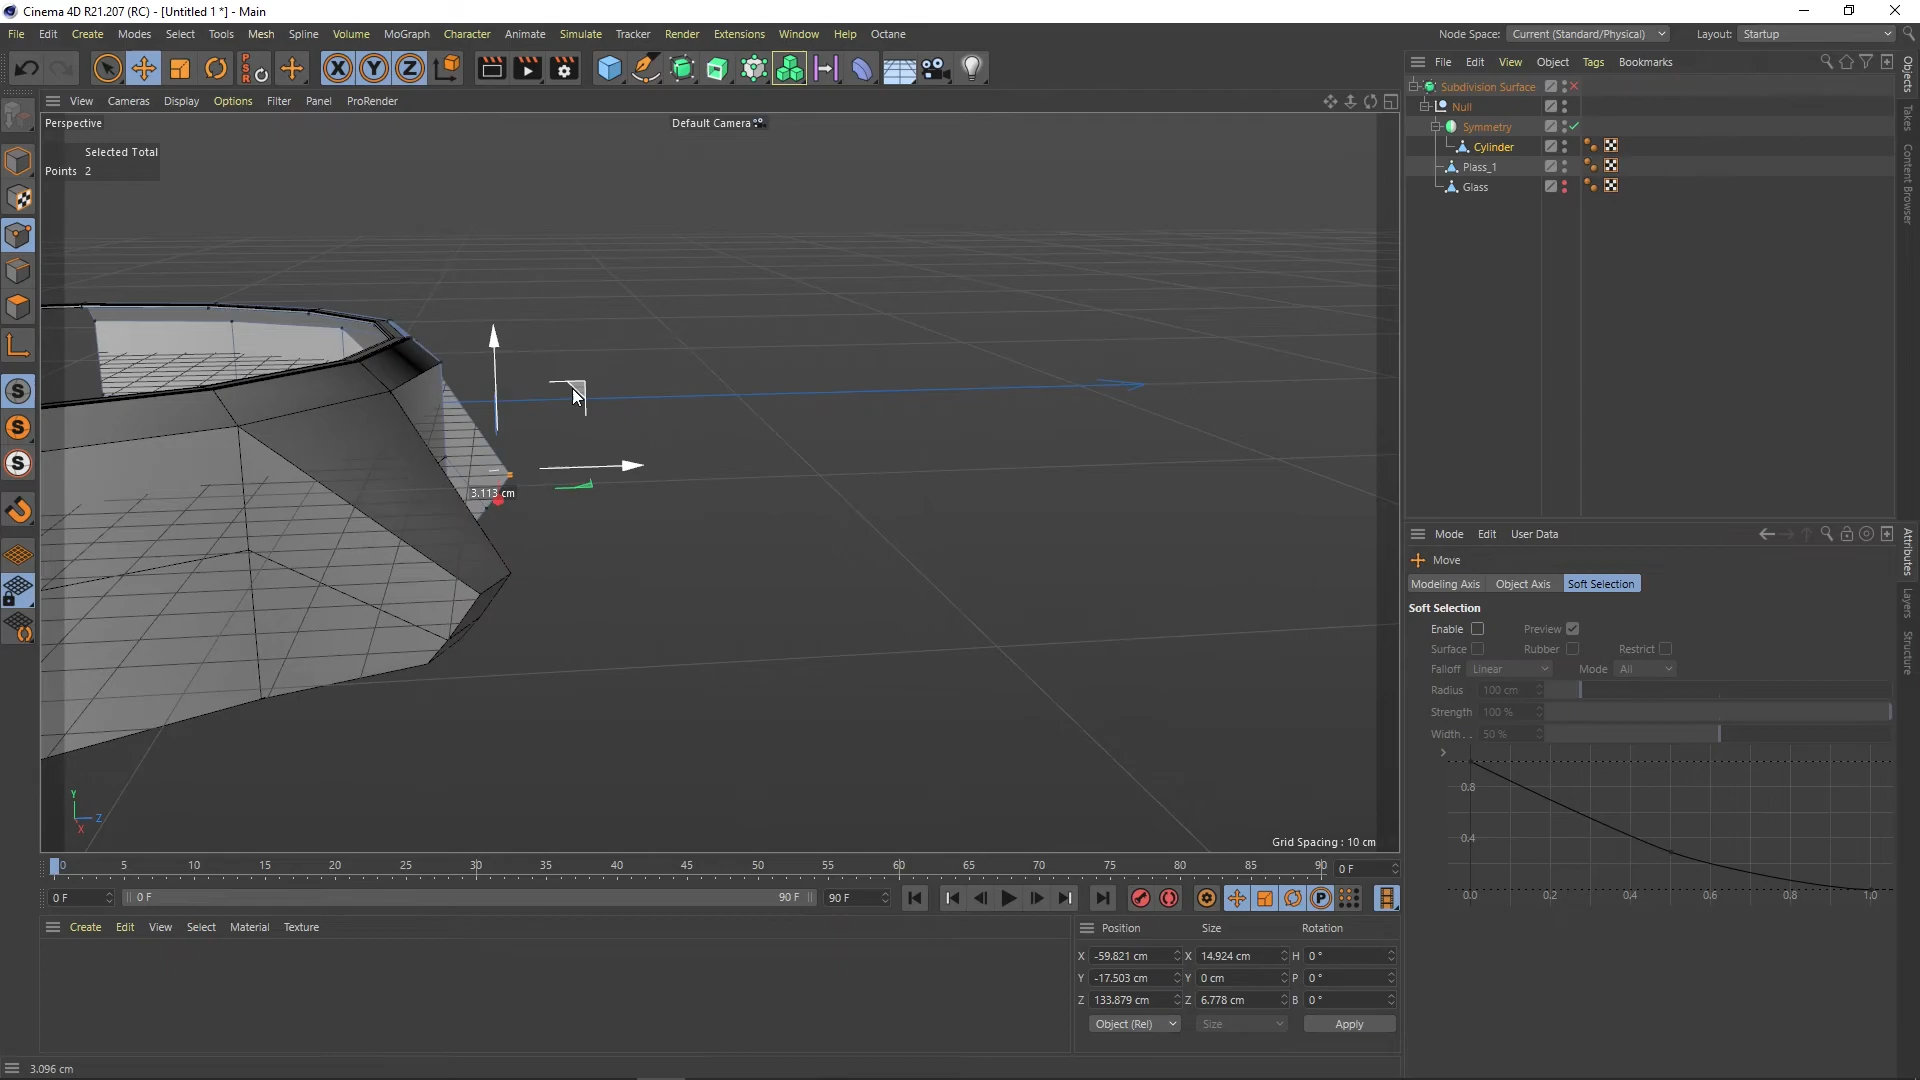 Cinema 4D R21.207 (RC) - [Untitled 1 *] - Main
File Edit Create Modes Select Tools Mesh Spline Volume MoGraph Character Animate Simulate Tracker Render Extensions Window Help Octane
Node Space: Current (Standard/Physical) Layout: Startup
PSR X Y Z
File Edit View Object Tags Bookmarks
View Cameras Display Options Filter Panel ProRender
Perspective
Default Camera
Selected Total
Points 2
Subdivision Surface
Null
Symmetry
Cylinder
Plass_1
Glass
Objects
Takes
Content Browser
3.113 cm
Mode Edit User Data
Move
Modeling Axis Object Axis Soft Selection
Soft Selection
Enable Preview
Surface Rubber Restrict
Falloff Linear Mode All
Radius 100 cm
Strength 100 %
Width. . 50 %
0.8
0.4
0.0 0.2 0.4 0.6 0.8 1.0
Attributes
Layers
Structure
Y
Z
X
Grid Spacing : 10 cm
0 5 10 15 20 25 30 35 40 45 50 55 60 65 70 75 80 85 90 0 F
0 F 0 F 90 F 90 F
Create Edit View Select Material Texture
Position Size Rotation
X -59.821 cm X 14.924 cm H 0 °
Y -17.503 cm Y 0 cm P 0 °
Z 133.879 cm Z 6.778 cm B 0 °
Object (Rel) Size Apply
3.096 cm